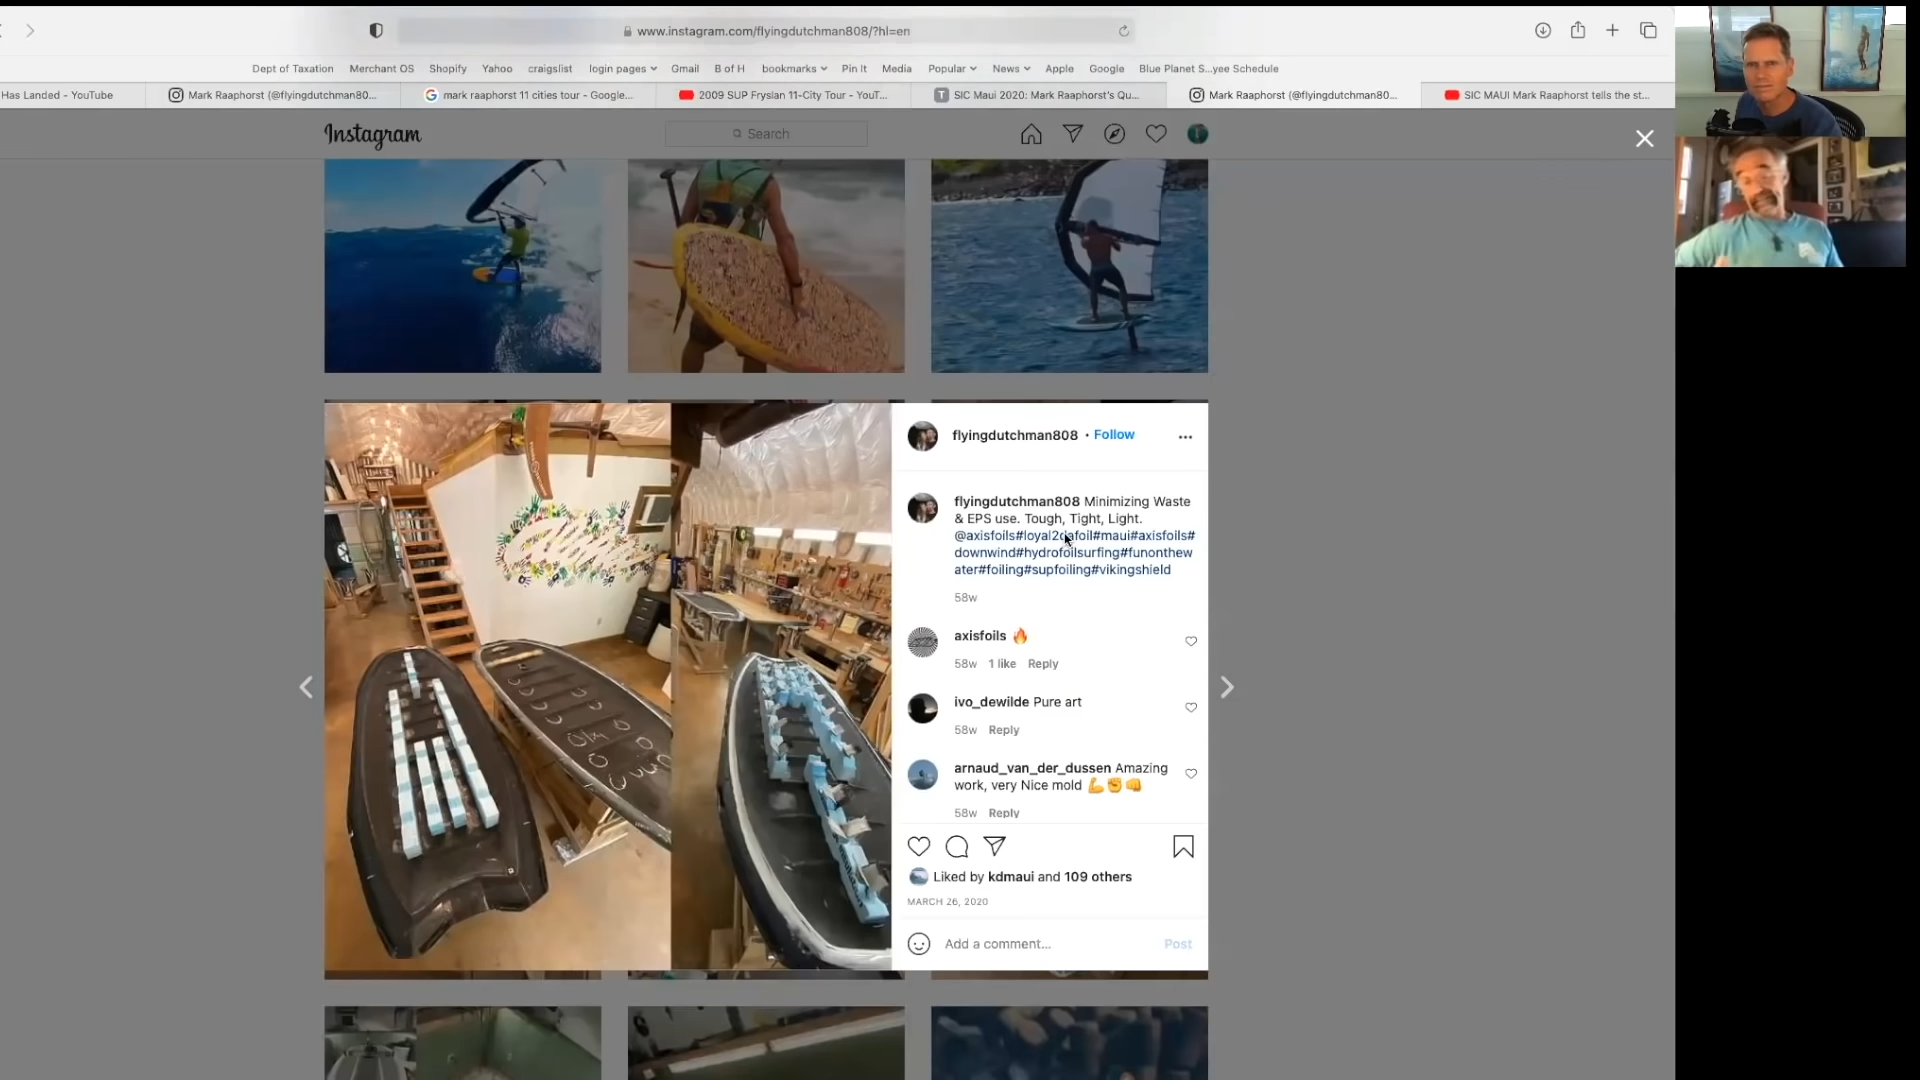 www.instagram.com/flyingdutchman808/?hl=en
Dept of Taxation Merchant OS Shopify Yahoo craigslist login pages Gmail B of H bookmarks Pin It Media Popular News Apple Google Blue Planet S...yee Schedule
Has Landed - YouTube Mark Raaphorst (@flyingdutchman80... mark raaphorst 11 cities tour - Google... 2009 SUP Frysian 11-City Tour - YouT... SIC Maui 2020: Mark Raaphorst's Qu... Mark Raaphorst (@flyingdutchman80... SIC MAUI Mark Raaphorst tells the st...
Instagram
Search
flyingdutchman808 • Follow
flyingdutchman808 Minimizing Waste
& EPS use. Tough, Tight, Light.
@axisfoils#loyal2dafoil#maui#axisfoils#
downwind#hydrofoilsurfing#funonthew
ater#foiling#supfoiling#vikingshield
58w
axisfoils 🔥
58w 1 like Reply
ivo_dewilde Pure art
58w Reply
arnaud_van_der_dussen Amazing
work, very Nice mold 💪✊👊
58w Reply
Liked by kdmaui and 109 others
MARCH 26, 2020
Add a comment...
Post